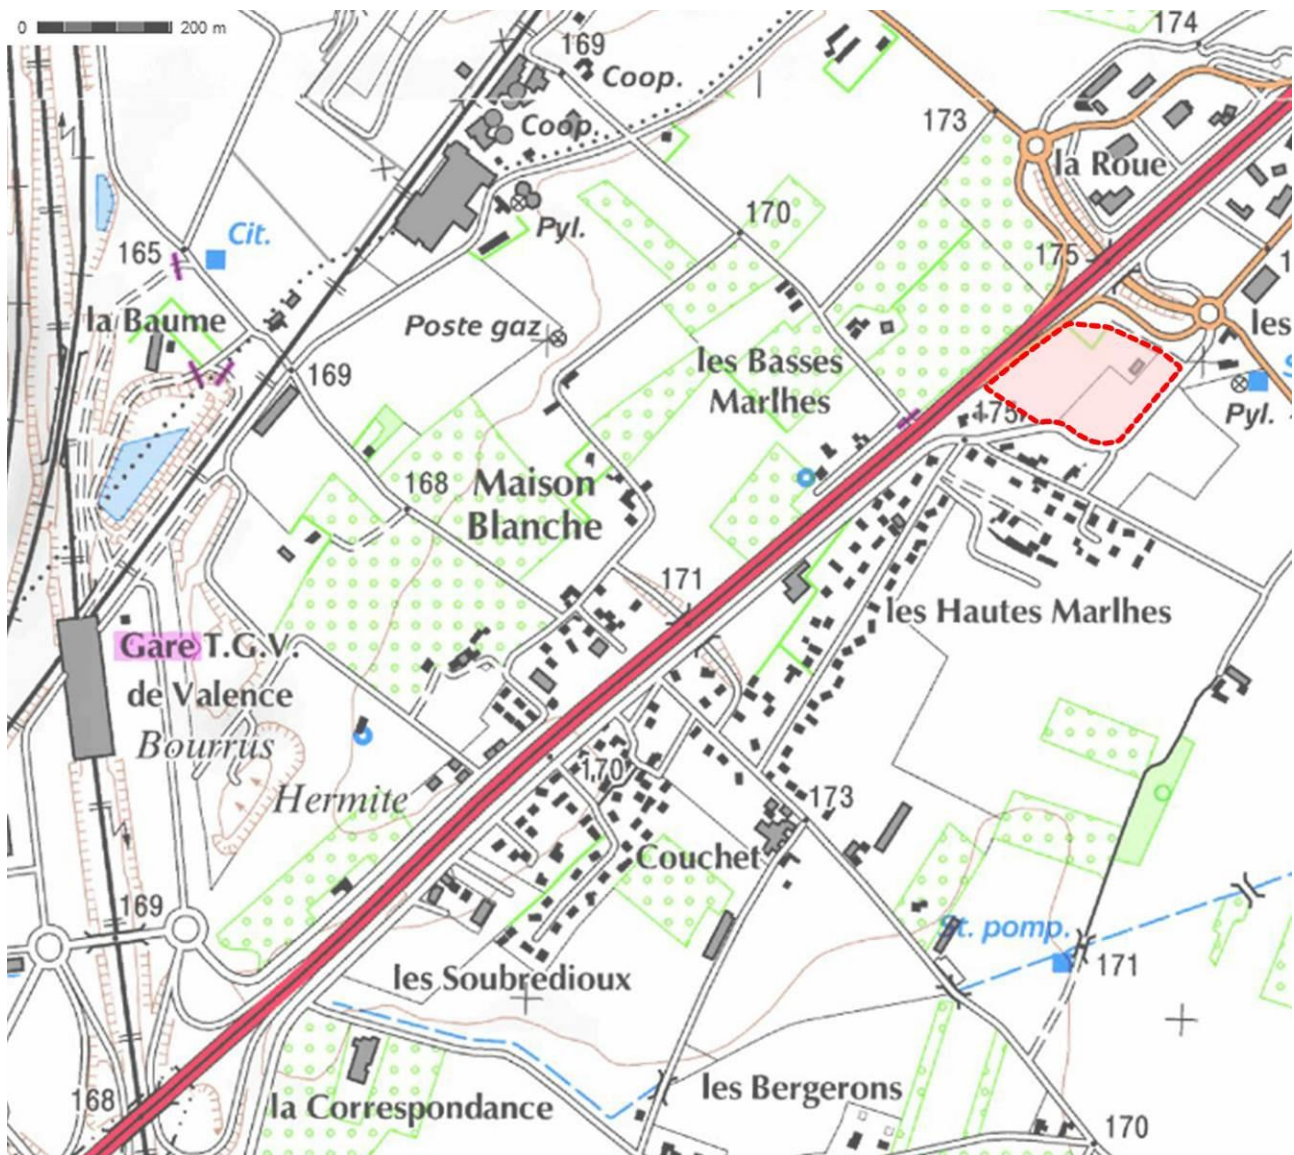 0 200 m
174
169
Coop.
173
Coop.
la Roue
170
Pyl.
Cit.
165
175
la Baume
Poste gaz
les
les Basses
Marlhes
169
175
Pyl.
168
Maison
Blanche
171
les Hautes Marlhes
Gare T.G.V.
de Valence
Bourrus
170
Hermite
173
Couchet
169
St. pomp.
171
les Soubredioux
les Bergerons
168
la Correspondance
170